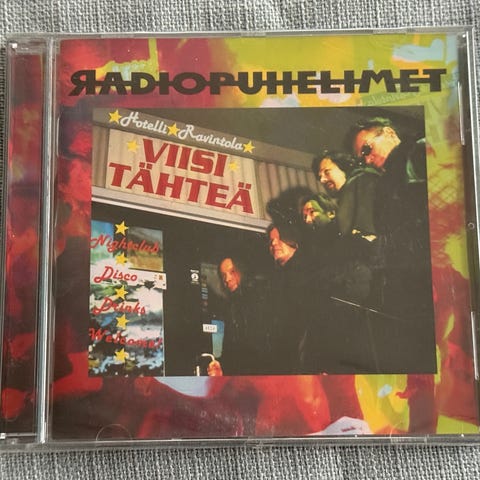 RADIOPUHELIMET
Hotelli Ravintola
VIISI
TÄHTEÄ
Nightclub
Disco
Drinks
Welcome!